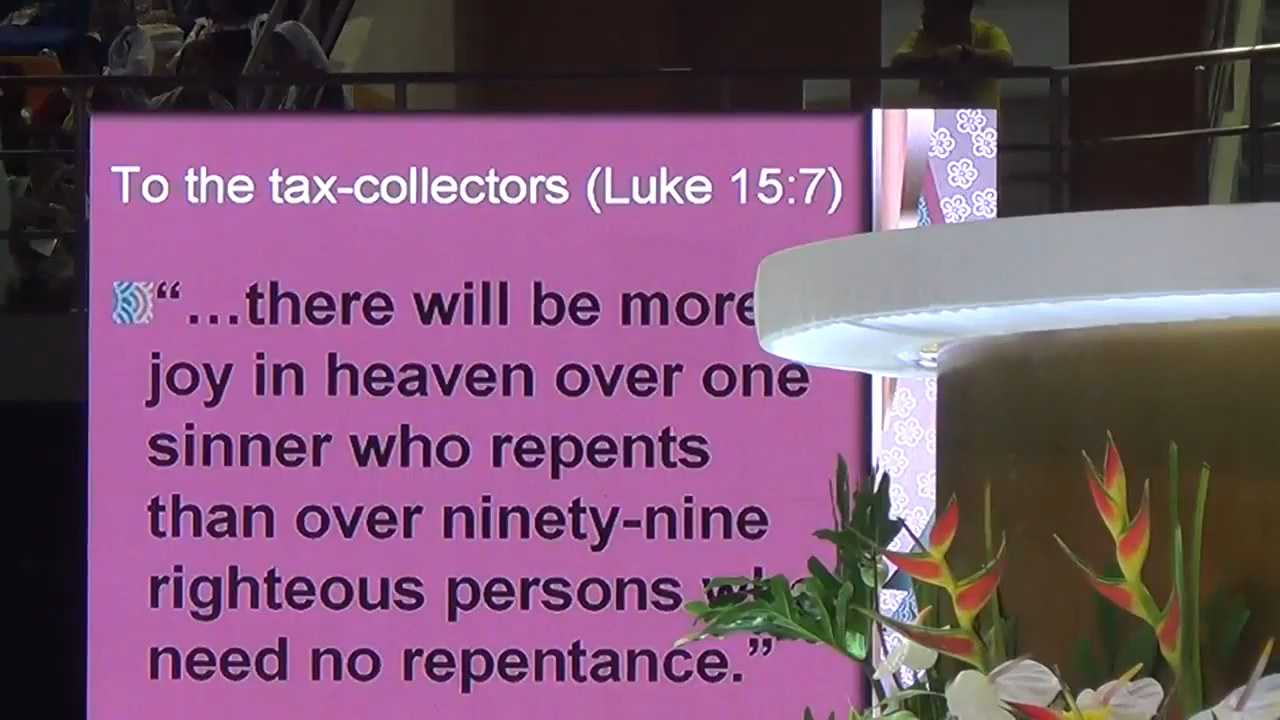 To the tax-collectors (Luke 15:7)
“...there will be more
joy in heaven over one
sinner who repents
than over ninety-nine
righteous persons who
need no repentance.”